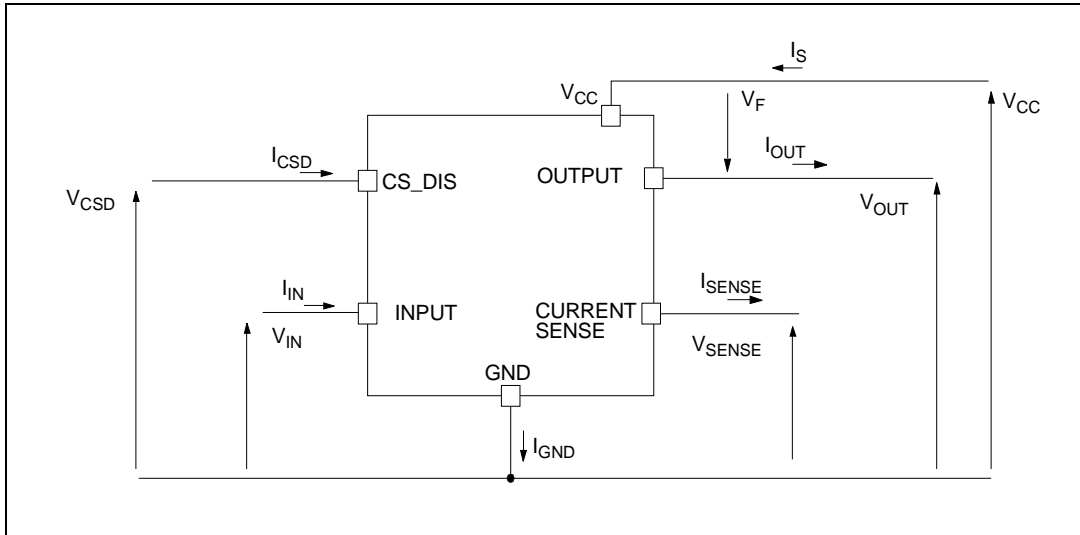 I_S
V_CC
V_F
V_CC
I_OUT
I_CSD
CS_DIS
OUTPUT
V_CSD
V_OUT
I_IN
I_SENSE
INPUT
CURRENT
SENSE
V_IN
V_SENSE
GND
I_GND